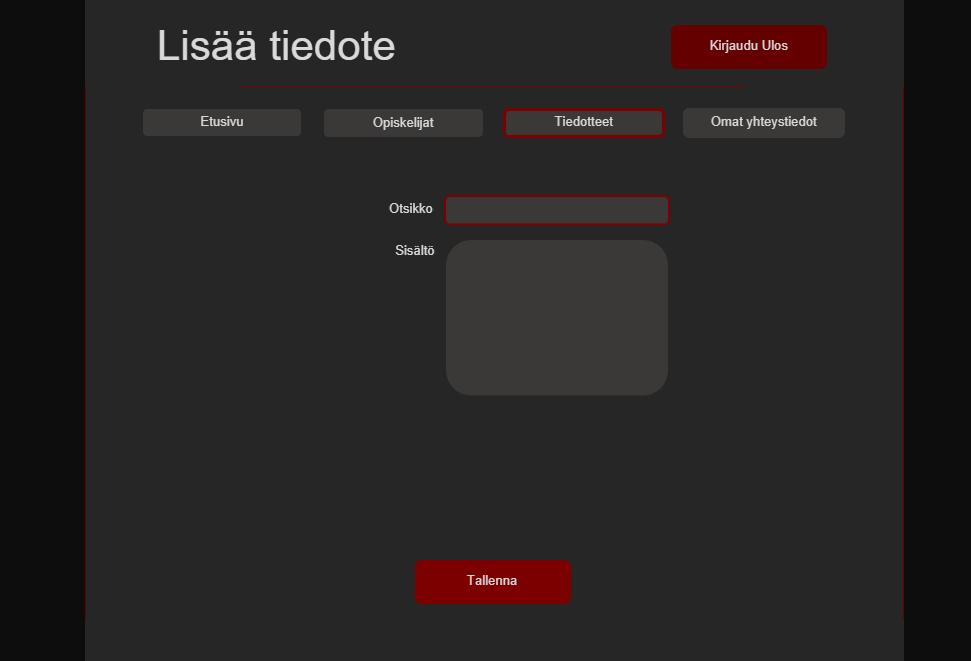 Lisää tiedote
Kirjaudu Ulos
Etusivu
Opiskelijat
Tiedotteet
Omat yhteystiedot
Otsikko
Sisältö
Tallenna